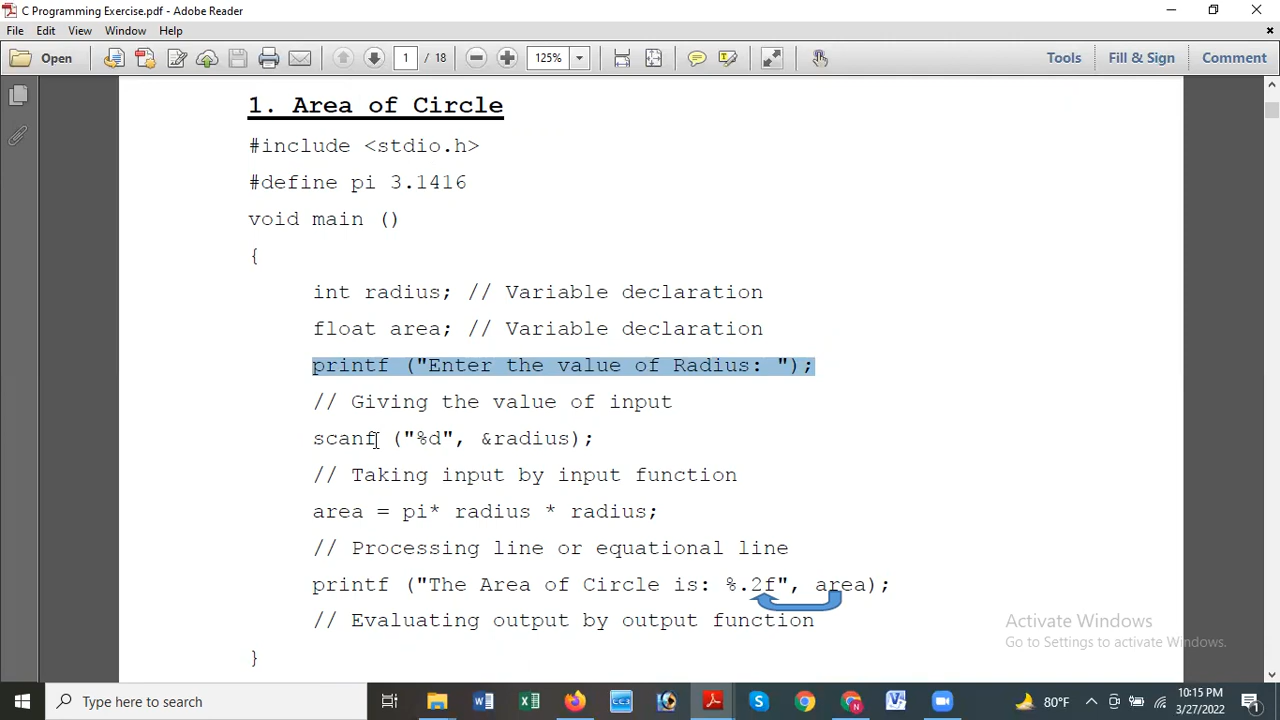 C Programming Exercise.pdf - Adobe Reader
File Edit View Window Help
Open 1 / 18 125% Tools Fill & Sign Comment
1. Area of Circle
#include <stdio.h>
#define pi 3.1416
void main ()
{
int radius; // Variable declaration
float area; // Variable declaration
printf ("Enter the value of Radius: ");
// Giving the value of input
scanf ("%d", &radius);
// Taking input by input function
area = pi* radius * radius;
// Processing line or equational line
printf ("The Area of Circle is: %.2f", area);
// Evaluating output by output function
}
Activate Windows
Go to Settings to activate Windows.
Type here to search
80°F
10:15 PM
3/27/2022